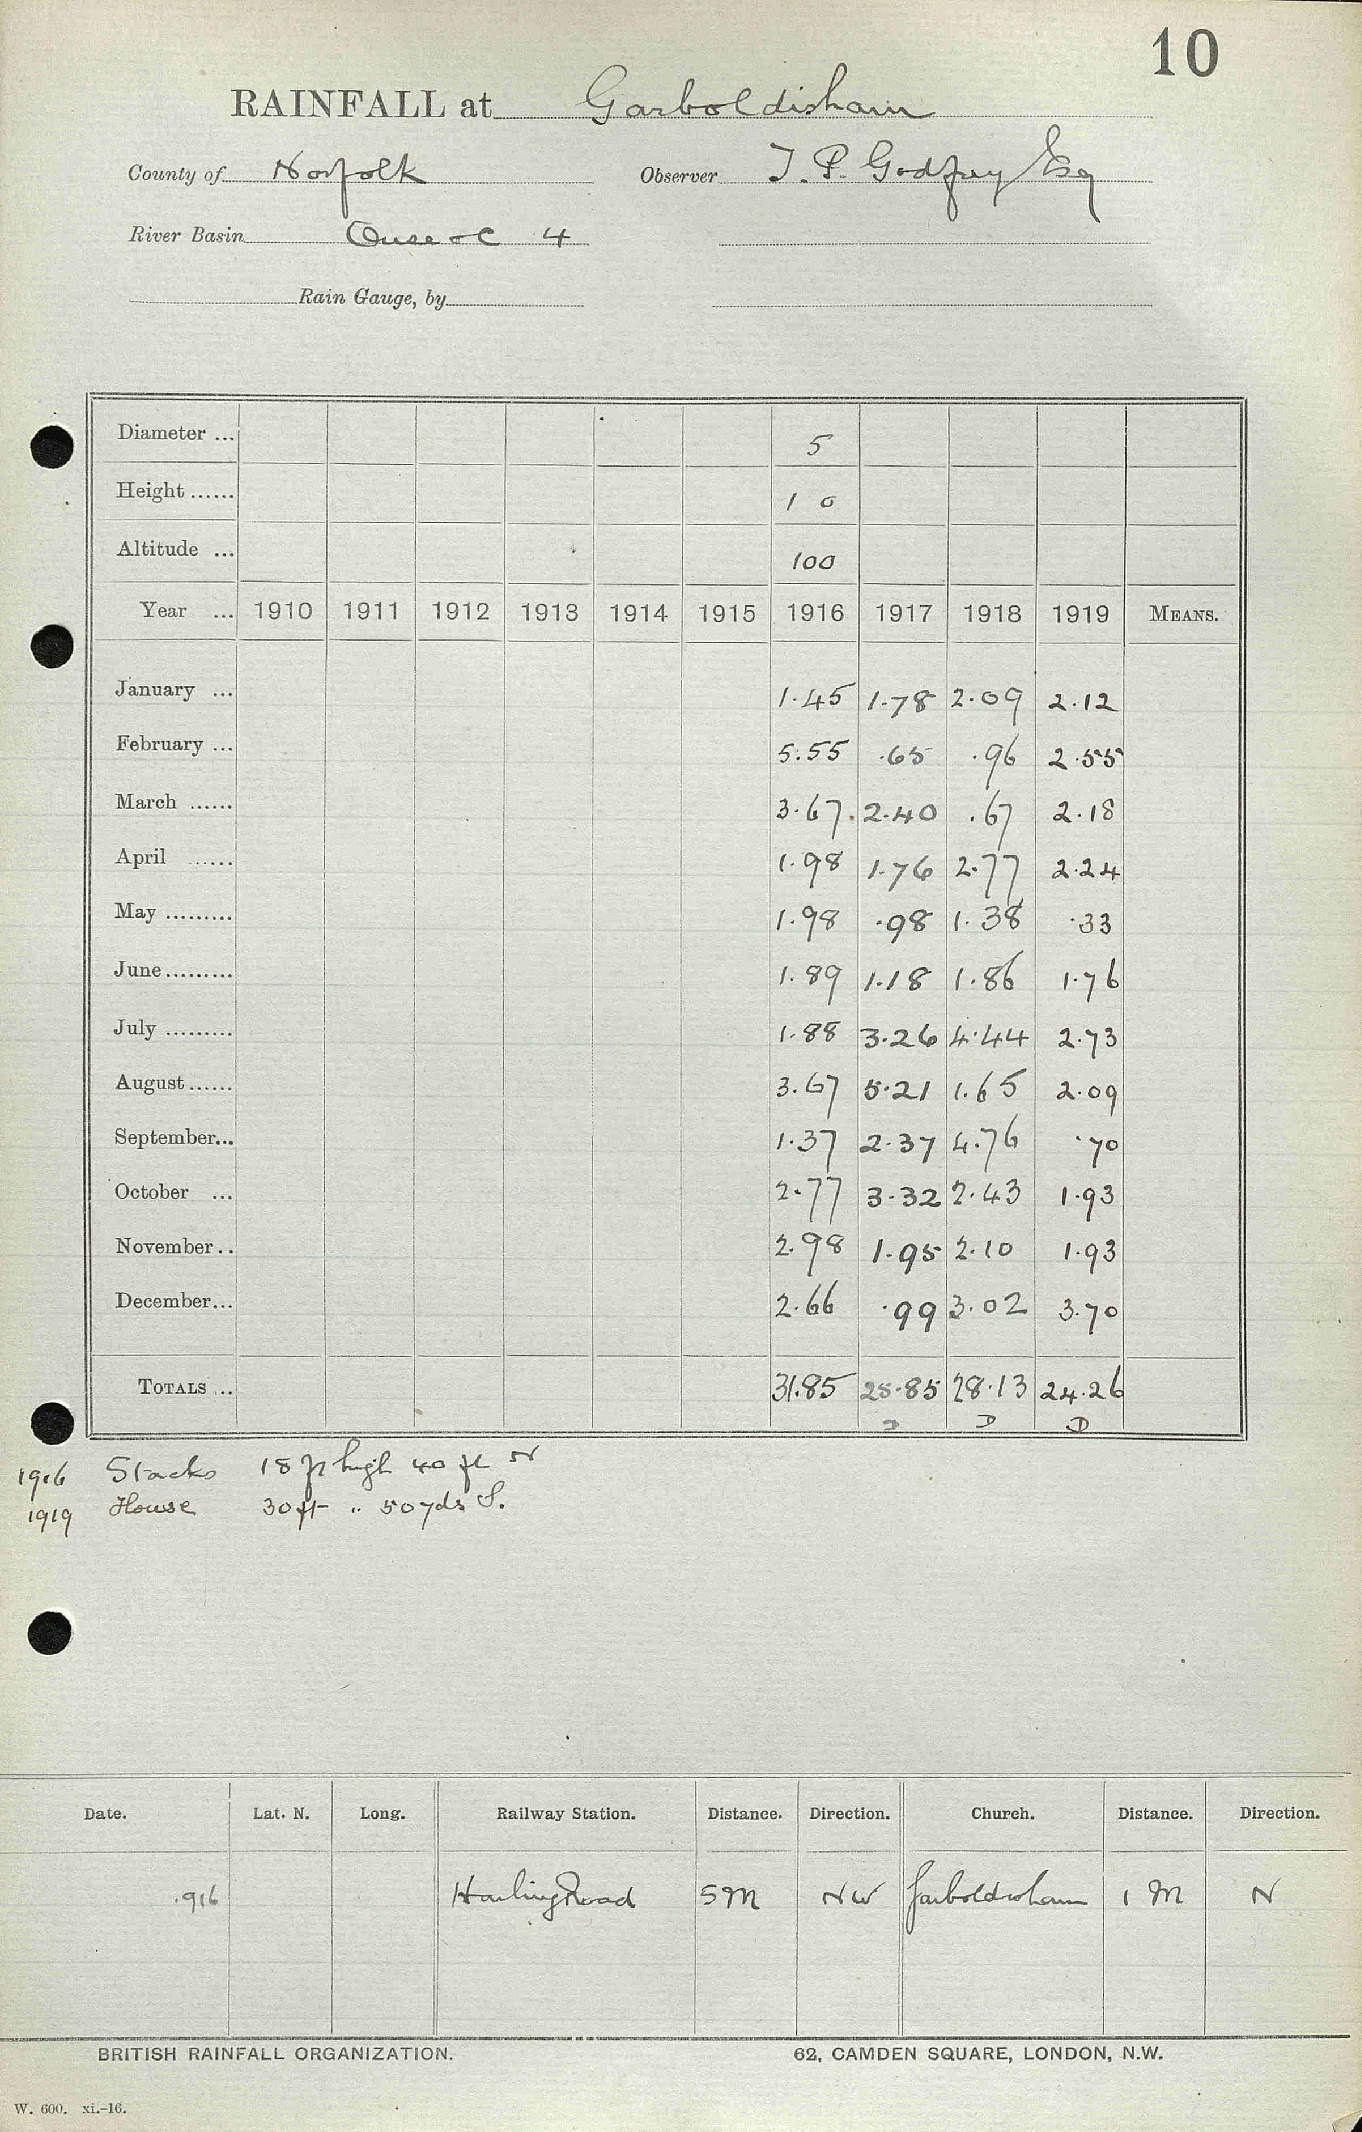 10
RAINFALL at Garboldisham
County of Norfolk Observer T. P. Godfrey Esq
River Basin Ouse &c 4
Rain Gauge, by
Diameter ... 5
Height ...... 1 0
Altitude ... 100
Year ... 1910 1911 1912 1913 1914 1915 1916 1917 1918 1919 MEANS.
January ... 1.45 1.78 2.09 2.12
February ... 5.55 .65 .96 2.55
March ...... 3.67 2.40 .67 2.18
April ...... 1.98 1.76 2.77 2.24
May ......... 1.98 .98 1.38 .33
June ......... 1.89 1.18 1.86 1.76
July ......... 1.88 3.26 4.44 2.73
August ...... 3.67 5.21 1.65 2.09
September... 1.37 2.37 4.76 .70
October ... 2.77 3.32 2.43 1.93
November.. 2.98 1.95 2.10 1.93
December... 2.66 .99 3.02 3.70
TOTALS ... 31.85 25.85 28.13 24.26
D D D
1916 Stacks 18 ft high 40 ft N
1919 House 30 ft " 50 yds S.
Date. Lat. N. Long. Railway Station. Distance. Direction. Church. Distance. Direction.
.916 Harling Road 5 M NW Garboldisham 1 M N
BRITISH RAINFALL ORGANIZATION. 62, CAMDEN SQUARE, LONDON, N.W.
W. 600. xi.-16.